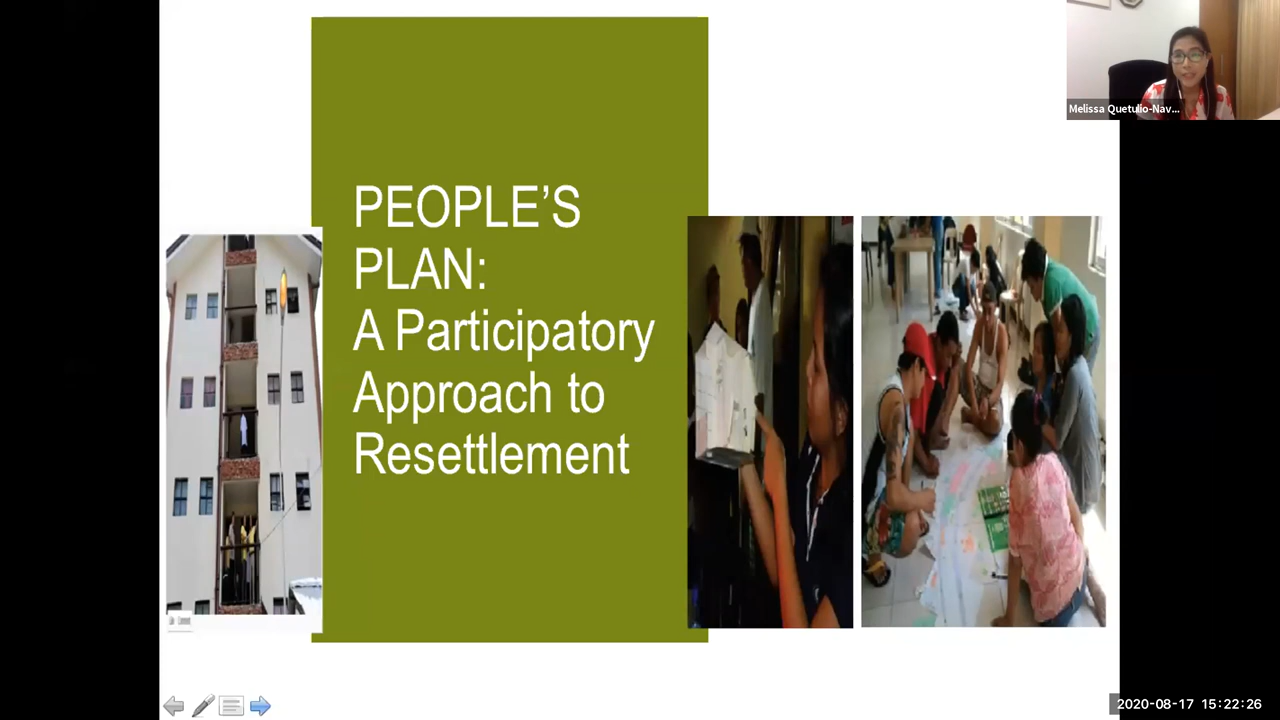 Melissa Quetulio-Nav...
PEOPLE'S
PLAN:
A Participatory
Approach to
Resettlement
2020-08-17 15:22:26